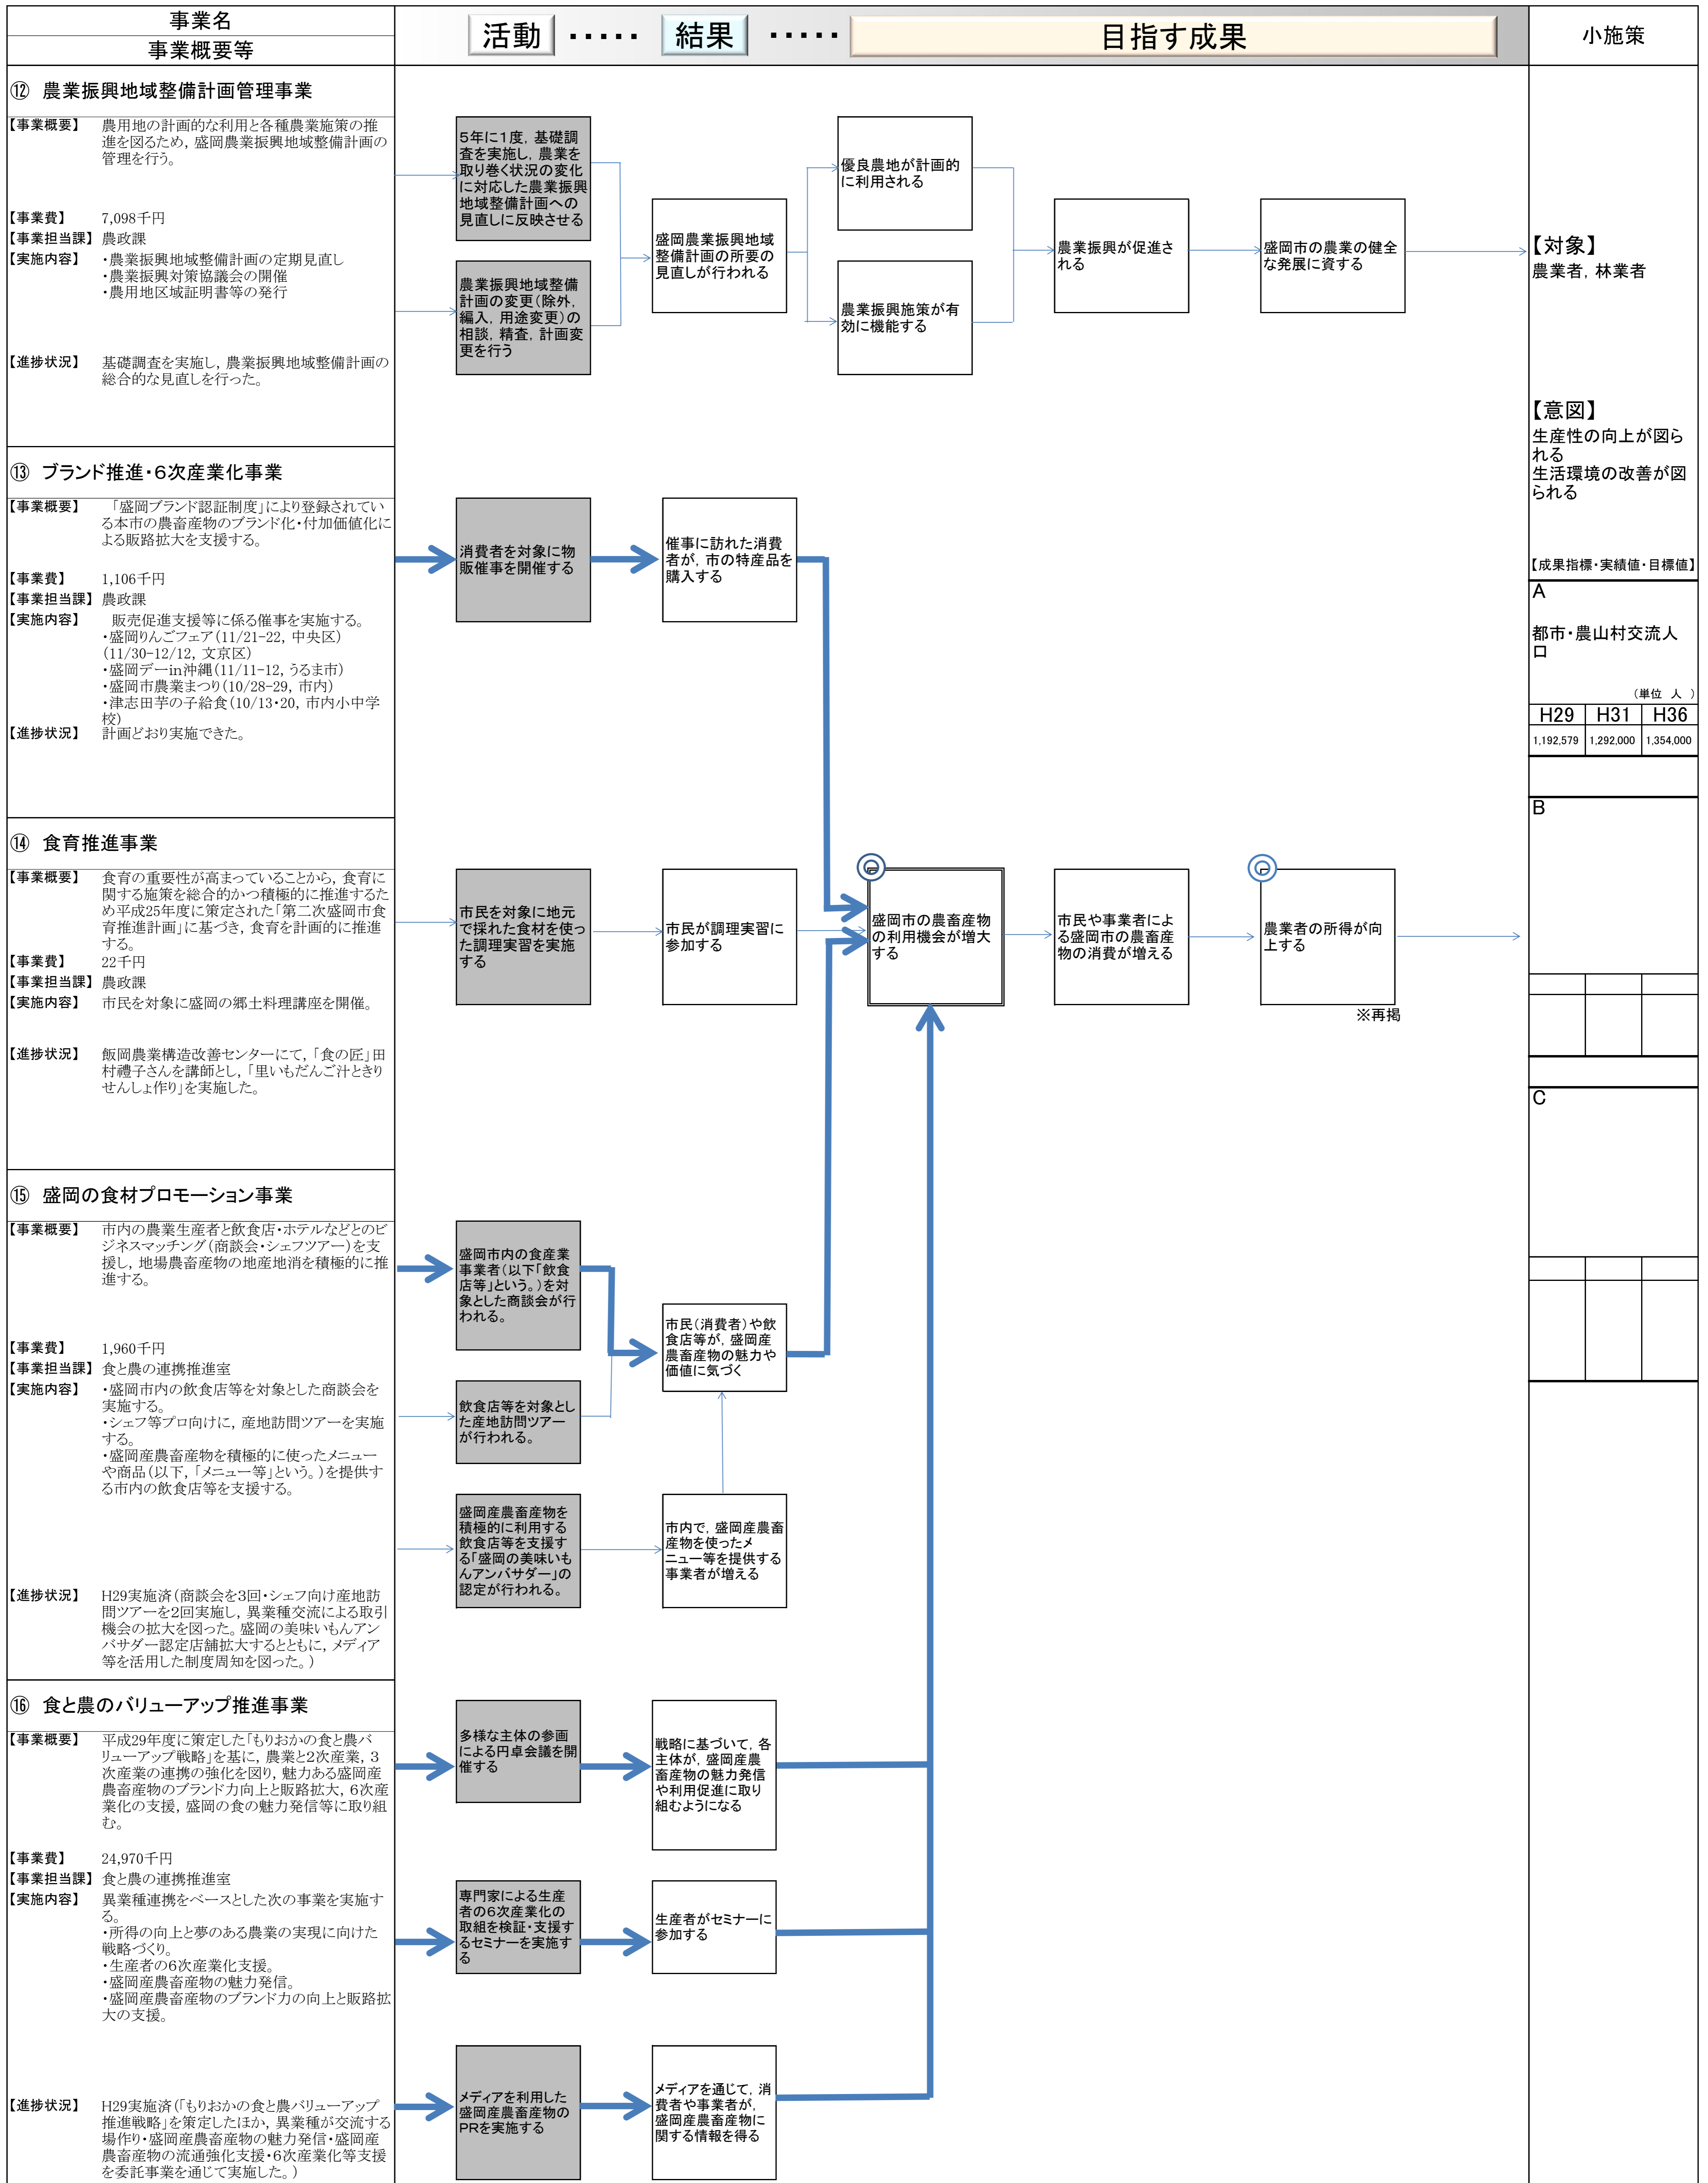 事業名
事業概要等
活動 ・・・・・ 結果 ・・・・・ 目指す成果
小施策
⑫ 農業振興地域整備計画管理事業
【事業概要】 農用地の計画的な利用と各種農業施策の推
進を図るため，盛岡農業振興地域整備計画の
管理を行う。
【事業費】 7,098千円
【事業担当課】 農政課
【実施内容】 ・農業振興地域整備計画の定期見直し
・農業振興対策協議会の開催
・農用地区域証明書等の発行
【進捗状況】 基礎調査を実施し，農業振興地域整備計画の
総合的な見直しを行った。
5年に1度，基礎調
査を実施し，農業を
取り巻く状況の変化
に対応した農業振興
地域整備計画への
見直しに反映させる
農業振興地域整備
計画の変更（除外，
編入，用途変更）の
相談，精査，計画変
更を行う
盛岡農業振興地域
整備計画の所要の
見直しが行われる
優良農地が計画的
に利用される
農業振興施策が有
効に機能する
農業振興が促進さ
れる
盛岡市の農業の健全
な発展に資する
⑬ ブランド推進・6次産業化事業
【事業概要】 「盛岡ブランド認証制度」により登録されてい
る本市の農畜産物のブランド化・付加価値化に
よる販路拡大を支援する。
【事業費】 1,106千円
【事業担当課】 農政課
【実施内容】 販売促進支援等に係る催事を実施する。
・盛岡りんごフェア（11/21-22，中央区）
（11/30-12/12，文京区）
・盛岡デーin沖縄（11/11-12，うるま市）
・盛岡市農業まつり（10/28-29，市内）
・津志田芋の子給食（10/13・20，市内小中学
校）
【進捗状況】 計画どおり実施できた。
消費者を対象に物
販催事を開催する
催事に訪れた消費
者が，市の特産品を
購入する
⑭ 食育推進事業
【事業概要】 食育の重要性が高まっていることから，食育に
関する施策を総合的かつ積極的に推進するた
め平成25年度に策定された「第二次盛岡市食
育推進計画」に基づき，食育を計画的に推進
する。
【事業費】 22千円
【事業担当課】 農政課
【実施内容】 市民を対象に盛岡の郷土料理講座を開催。
【進捗状況】 飯岡農業構造改善センターにて，「食の匠」田
村禮子さんを講師とし，「里いもだんご汁ときり
せんしょ作り」を実施した。
市民を対象に地元
で採れた食材を使っ
た調理実習を実施
する
市民が調理実習に
参加する
盛岡市の農畜産物
の利用機会が増大
する
市民や事業者によ
る盛岡市の農畜産
物の消費が増える
農業者の所得が向
上する
※再掲
⑮ 盛岡の食材プロモーション事業
【事業概要】 市内の農業生産者と飲食店・ホテルなどとのビ
ジネスマッチング（商談会・シェフツアー）を支
援し，地場農畜産物の地産地消を積極的に推
進する。
【事業費】 1,960千円
【事業担当課】 食と農の連携推進室
【実施内容】 ・盛岡市内の飲食店等を対象とした商談会を
実施する。
・シェフ等プロ向けに，産地訪問ツアーを実施
する。
・盛岡産農畜産物を積極的に使ったメニュー
や商品（以下，「メニュー等」という。）を提供す
る市内の飲食店等を支援する。
【進捗状況】 H29実施済（商談会を3回・シェフ向け産地訪
問ツアーを2回実施し，異業種交流による取引
機会の拡大を図った。盛岡の美味いもんアン
バサダー認定店舗拡大するとともに，メディア
等を活用した制度周知を図った。）
盛岡市内の食産業
事業者（以下「飲食
店等」という。）を対
象とした商談会が行
われる。
飲食店等を対象とし
た産地訪問ツアー
が行われる。
盛岡産農畜産物を
積極的に利用する
飲食店等を支援す
る「盛岡の美味いも
んアンバサダー」の
認定が行われる。
市民（消費者）や飲
食店等が，盛岡産
農畜産物の魅力や
価値に気づく
市内で，盛岡産農畜
産物を使ったメ
ニュー等を提供する
事業者が増える
⑯ 食と農のバリューアップ推進事業
【事業概要】 平成29年度に策定した「もりおかの食と農バ
リューアップ戦略」を基に，農業と2次産業，3
次産業の連携の強化を図り，魅力ある盛岡産
農畜産物のブランド力向上と販路拡大，6次産
業化の支援，盛岡の食の魅力発信等に取り組
む。
【事業費】 24,970千円
【事業担当課】 食と農の連携推進室
【実施内容】 異業種連携をベースとした次の事業を実施す
る。
・所得の向上と夢のある農業の実現に向けた
戦略づくり。
・生産者の6次産業化支援。
・盛岡産農畜産物の魅力発信。
・盛岡産農畜産物のブランド力の向上と販路拡
大の支援。
【進捗状況】 H29実施済（「もりおかの食と農バリューアップ
推進戦略」を策定したほか，異業種が交流する
場作り・盛岡産農畜産物の魅力発信・盛岡産
農畜産物の流通強化支援・6次産業化等支援
を委託事業を通じて実施した。）
多様な主体の参画
による円卓会議を開
催する
戦略に基づいて，各
主体が，盛岡産農
畜産物の魅力発信
や利用促進に取り
組むようになる
専門家による生産
者の6次産業化の
取組を検証・支援す
るセミナーを実施す
る
生産者がセミナーに
参加する
メディアを利用した
盛岡産農畜産物の
PRを実施する
メディアを通じて，消
費者や事業者が，
盛岡産農畜産物に
関する情報を得る
【対象】
農業者，林業者
【意図】
生産性の向上が図ら
れる
生活環境の改善が図
られる
【成果指標・実績値・目標値】
A
都市・農山村交流人
口
（単位 人 ）
H29 H31 H36
1,192,579 1,292,000 1,354,000
B
C